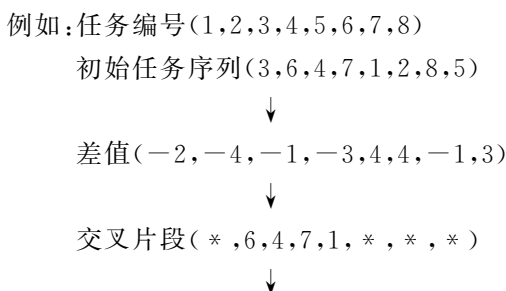 例如:任务编号(1,2,3,4,5,6,7,8)
初始任务序列(3,6,4,7,1,2,8,5)
↓
差值(-2,-4,-1,-3,4,4,-1,3)
↓
交叉片段(*,6,4,7,1,*,*,*)
↓